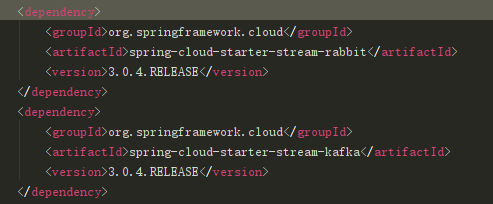 <dependency>
<groupId>org.springframework.cloud</groupId>
<artifactId>spring-cloud-starter-stream-rabbit</artifactId>
<version>3.0.4.RELEASE</version>
</dependency>
<dependency>
<groupId>org.springframework.cloud</groupId>
<artifactId>spring-cloud-starter-stream-kafka</artifactId>
<version>3.0.4.RELEASE</version>
</dependency>